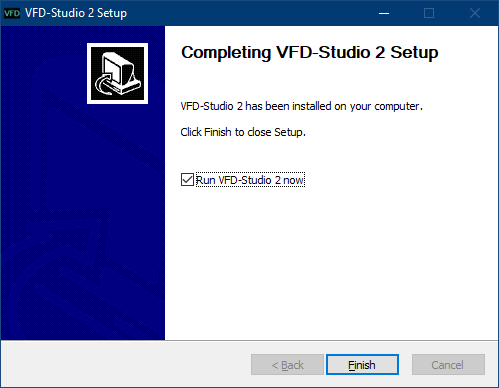 VFD VFD-Studio 2 Setup
Completing VFD-Studio 2 Setup
VFD-Studio 2 has been installed on your computer.
Click Finish to close Setup.
Run VFD-Studio 2 now
< Back Finish Cancel